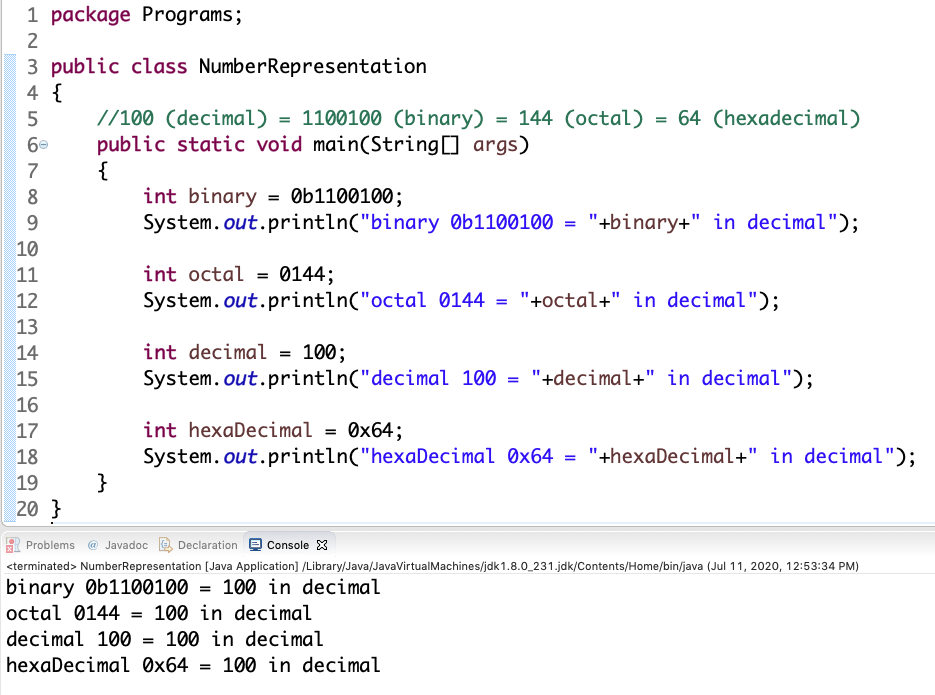 1 package Programs;
2
3 public class NumberRepresentation
4 {
5 //100 (decimal) = 1100100 (binary) = 144 (octal) = 64 (hexadecimal)
6 public static void main(String[] args)
7 {
8 int binary = 0b1100100;
9 System.out.println("binary 0b1100100 = "+binary+" in decimal");
10
11 int octal = 0144;
12 System.out.println("octal 0144 = "+octal+" in decimal");
13
14 int decimal = 100;
15 System.out.println("decimal 100 = "+decimal+" in decimal");
16
17 int hexaDecimal = 0x64;
18 System.out.println("hexaDecimal 0x64 = "+hexaDecimal+" in decimal");
19 }
20 }
Problems @ Javadoc Declaration Console
<terminated> NumberRepresentation [Java Application] /Library/Java/JavaVirtualMachines/jdk1.8.0_231.jdk/Contents/Home/bin/java (Jul 11, 2020, 12:53:34 PM)
binary 0b1100100 = 100 in decimal
octal 0144 = 100 in decimal
decimal 100 = 100 in decimal
hexaDecimal 0x64 = 100 in decimal